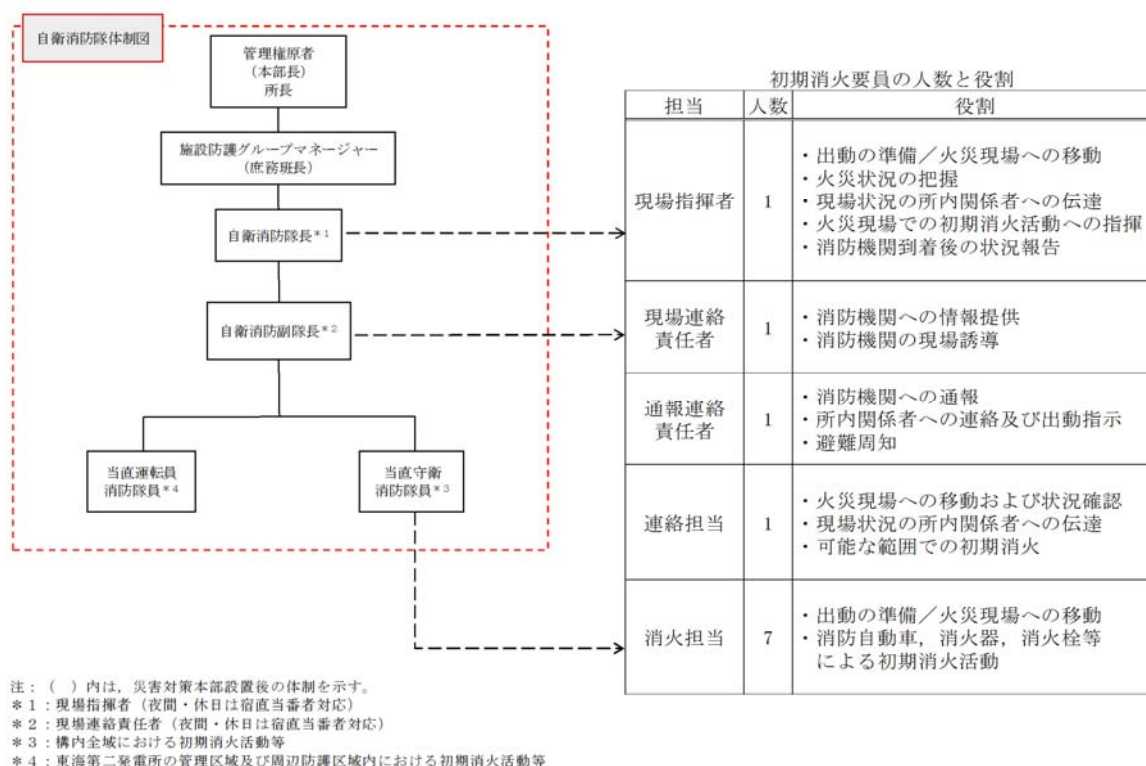 自衛消防隊体制図
管理権原者
(本部長)
所長
施設防護グループマネージャー
(庶務班長)
自衛消防隊長*1
自衛消防副隊長*2
当直運転員
消防隊員*4
当直守衛
消防隊員*3
初期消火要員の人数と役割
担当 人数 役割
現場指揮者 1
・出動の準備/火災現場への移動
・火災状況の把握
・現場状況の所内関係者への伝達
・火災現場での初期消火活動への指揮
・消防機関到着後の状況報告
現場連絡
責任者
1
・消防機関への情報提供
・消防機関の現場誘導
通報連絡
責任者
1
・消防機関への通報
・所内関係者への連絡及び出動指示
・避難周知
連絡担当 1
・火災現場への移動および状況確認
・現場状況の所内関係者への伝達
・可能な範囲での初期消火
消火担当 7
・出動の準備/火災現場への移動
・消防自動車,消火器,消火栓等
による初期消火活動
注:( )内は,災害対策本部設置後の体制を示す。
*1:現場指揮者(夜間・休日は宿直当番者対応)
*2:現場連絡責任者(夜間・休日は宿直当番者対応)
*3:構内全域における初期消火活動等
*4:東海第二発電所の管理区域及び周辺防護区域内における初期消火活動等